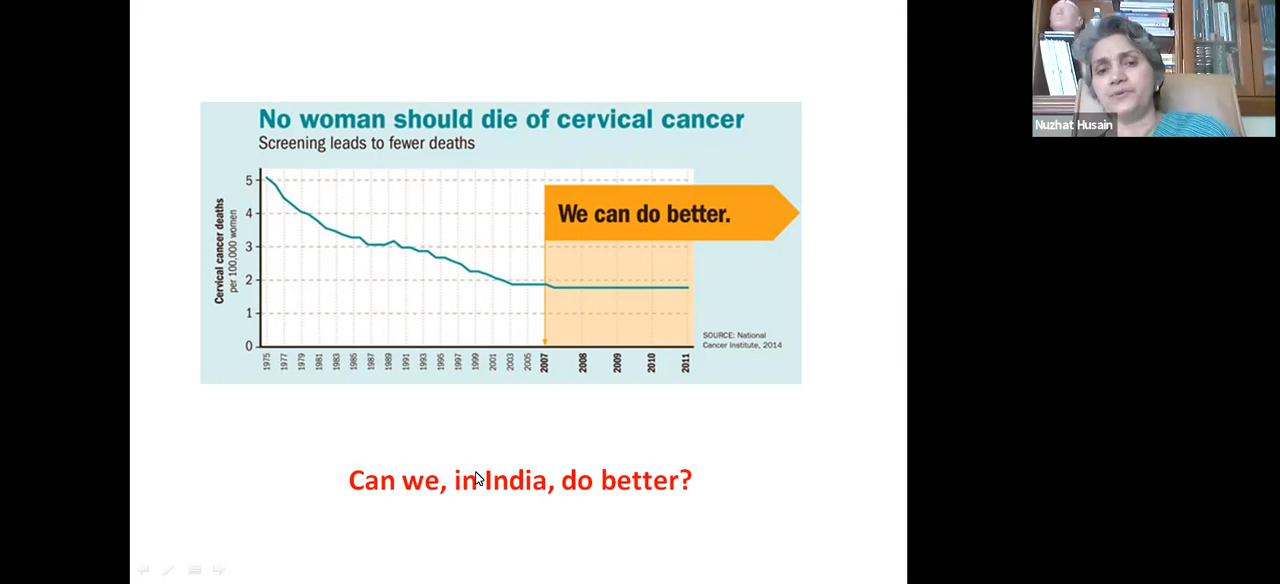 No woman should die of cervical cancer
Screening leads to fewer deaths
Cervical cancer deaths
per 100,000 women
5
4
3
2
1
0
We can do better.
SOURCE: National
Cancer Institute, 2014
1975 1977 1979 1981 1983 1985 1987 1989 1991 1993 1995 1997 1999 2001 2003 2005 2007 2008 2009 2010 2011
Can we, in India, do better?
Nuzhat Husain